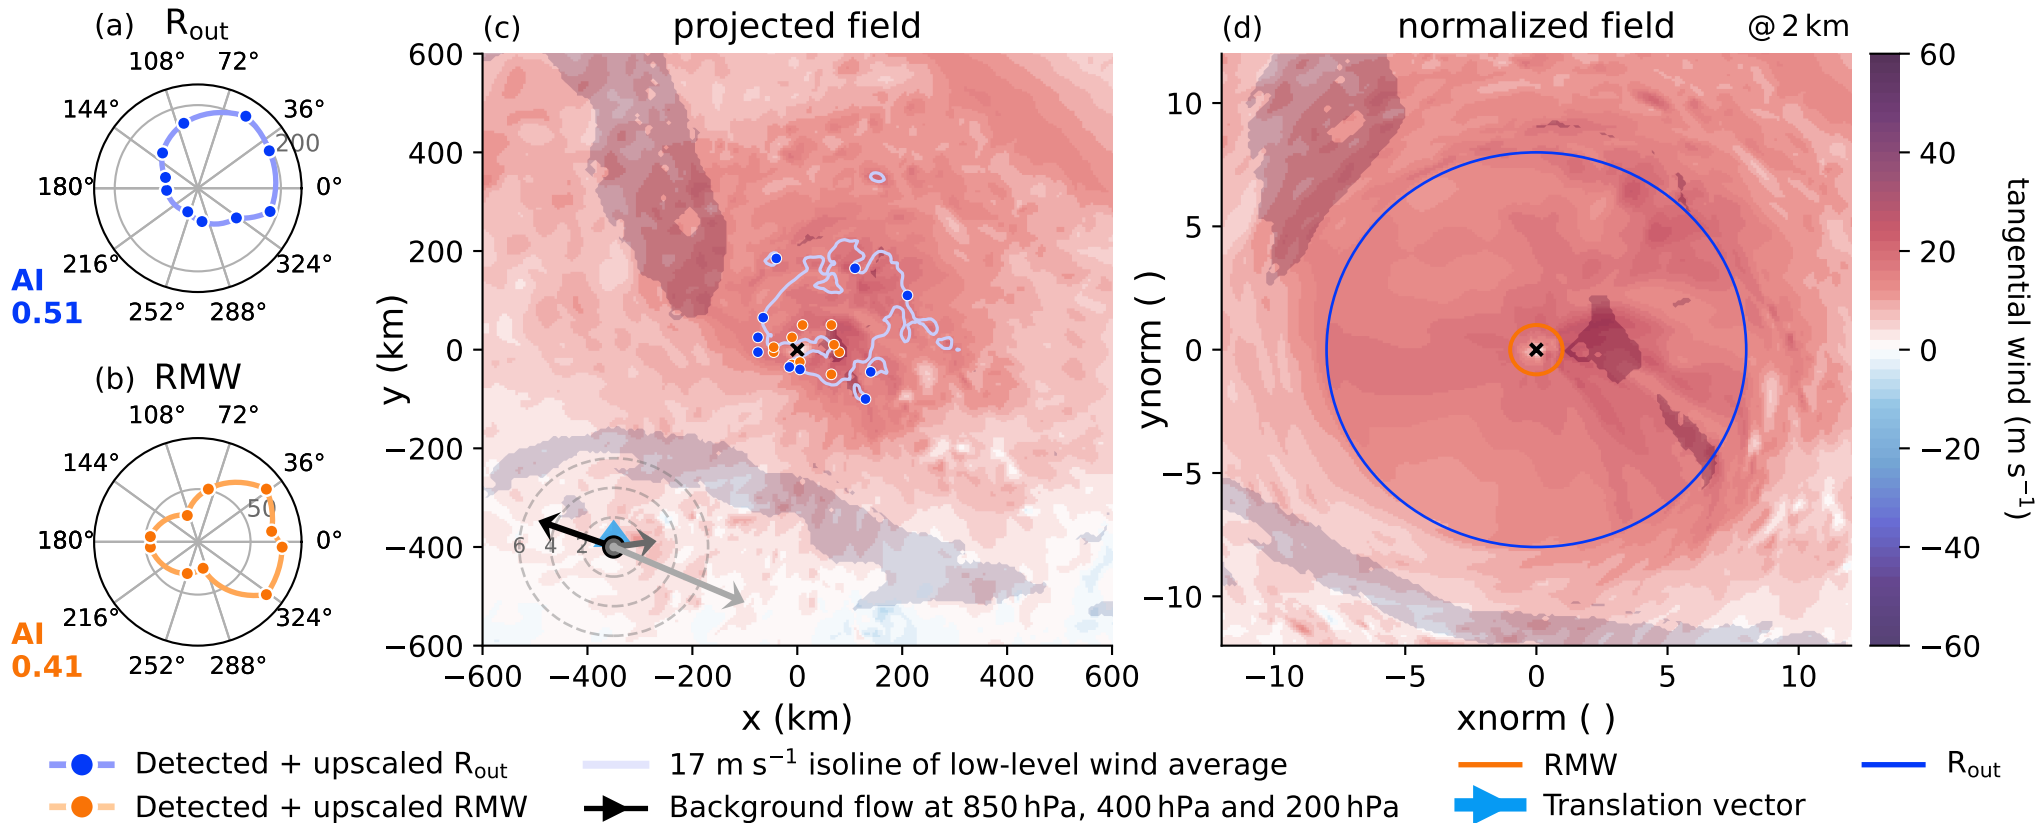 (a) Rout
108° 72°
144° 36°
200
180° 0°
216° 324°
252° 288°
AI
0.51
(b) RMW
108° 72°
144° 36°
50
180° 0°
216° 324°
252° 288°
AI
0.41
(c) projected field
600
400
200
0
−200
−400
−600
y (km)
6 4 2
−600 −400 −200 0 200 400 600
x (km)
(d) normalized field @ 2 km
10
5
0
−5
−10
ynorm ( )
−10 −5 0 5 10
xnorm ( )
60
40
20
0
−20
−40
−60
tangential wind (m s⁻¹)
Detected + upscaled Rout
Detected + upscaled RMW
17 m s⁻¹ isoline of low-level wind average
Background flow at 850 hPa, 400 hPa and 200 hPa
RMW
Translation vector
Rout